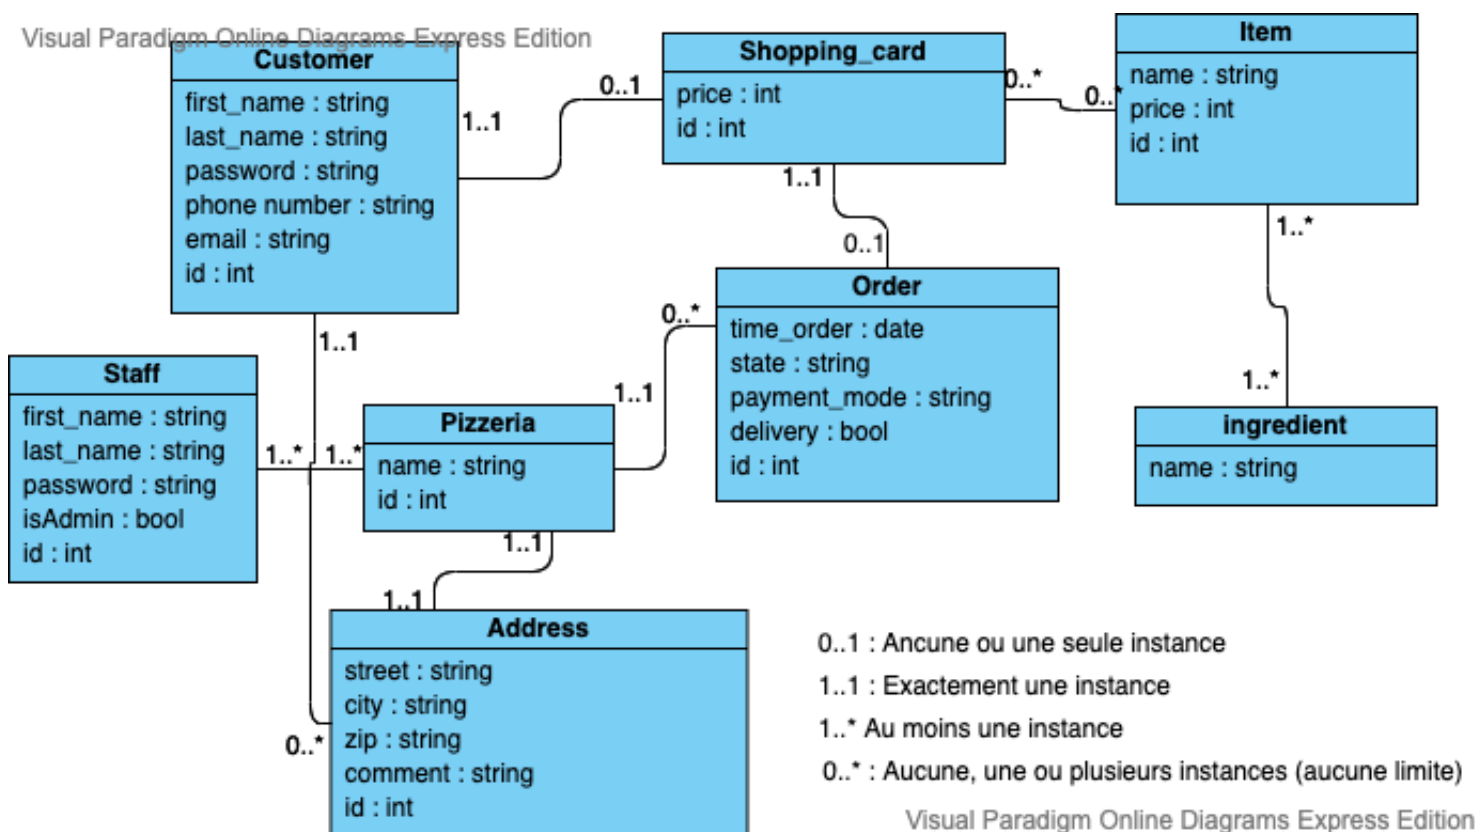 Visual Paradigm Online Diagrams Express Edition
Customer
first_name : string
last_name : string
password : string
phone number : string
email : string
id : int
1..1
0..1
Shopping_card
price : int
id : int
0..*
0..*
Item
name : string
price : int
id : int
1..1
0..1
1..*
1..*
Order
time_order : date
state : string
payment_mode : string
delivery : bool
id : int
ingredient
name : string
1..1
Staff
first_name : string
last_name : string
password : string
isAdmin : bool
id : int
1..*
1..*
Pizzeria
name : string
id : int
1..1
0..*
1..1
1..1
Address
street : string
city : string
zip : string
comment : string
id : int
0..*
0..1 : Ancune ou une seule instance
1..1 : Exactement une instance
1..* Au moins une instance
0..* : Aucune, une ou plusieurs instances (aucune limite)
Visual Paradigm Online Diagrams Express Edition